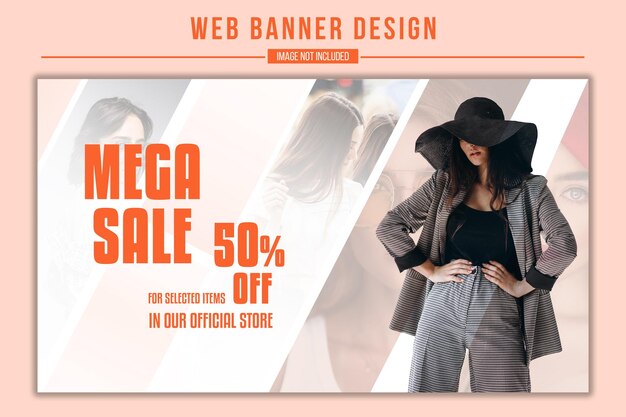 WEB BANNER DESIGN
IMAGE NOT INCLUDED
MEGA
SALE
50%
OFF
FOR SELECTED ITEMS
IN OUR OFFICIAL STORE